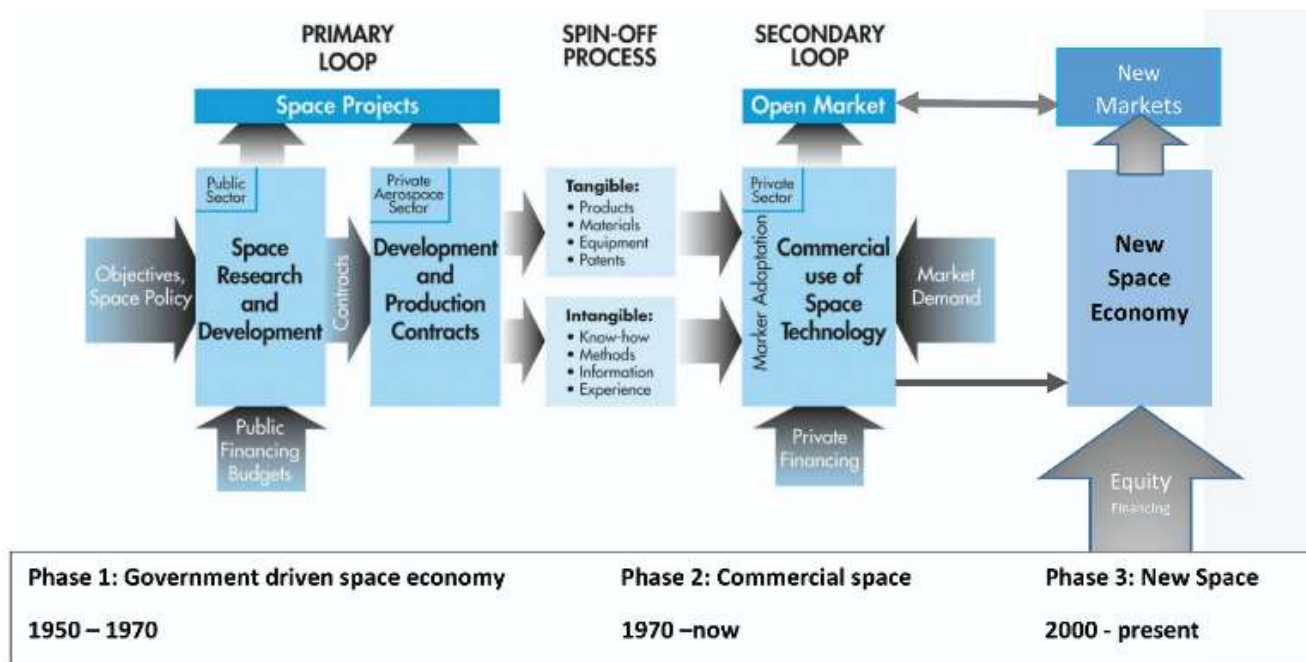 PRIMARY
LOOP
SPIN-OFF
PROCESS
SECONDARY
LOOP
New
Markets
Space Projects
Open Market
Public
Sector
Private
Aerospace
Sector
Tangible:
• Products
• Materials
• Equipment
• Patents
Private
Sector
Objectives,
Space Policy
Space
Research
and
Development
Contracts
Development
and
Production
Contracts
Intangible:
• Know-how
• Methods
• Information
• Experience
Marker Adaptation
Commercial
use of
Space
Technology
Market
Demand
New
Space
Economy
Public
Financing
Budgets
Private
Financing
Equity
Financing
Phase 1: Government driven space economy
1950 – 1970
Phase 2: Commercial space
1970 –now
Phase 3: New Space
2000 - present